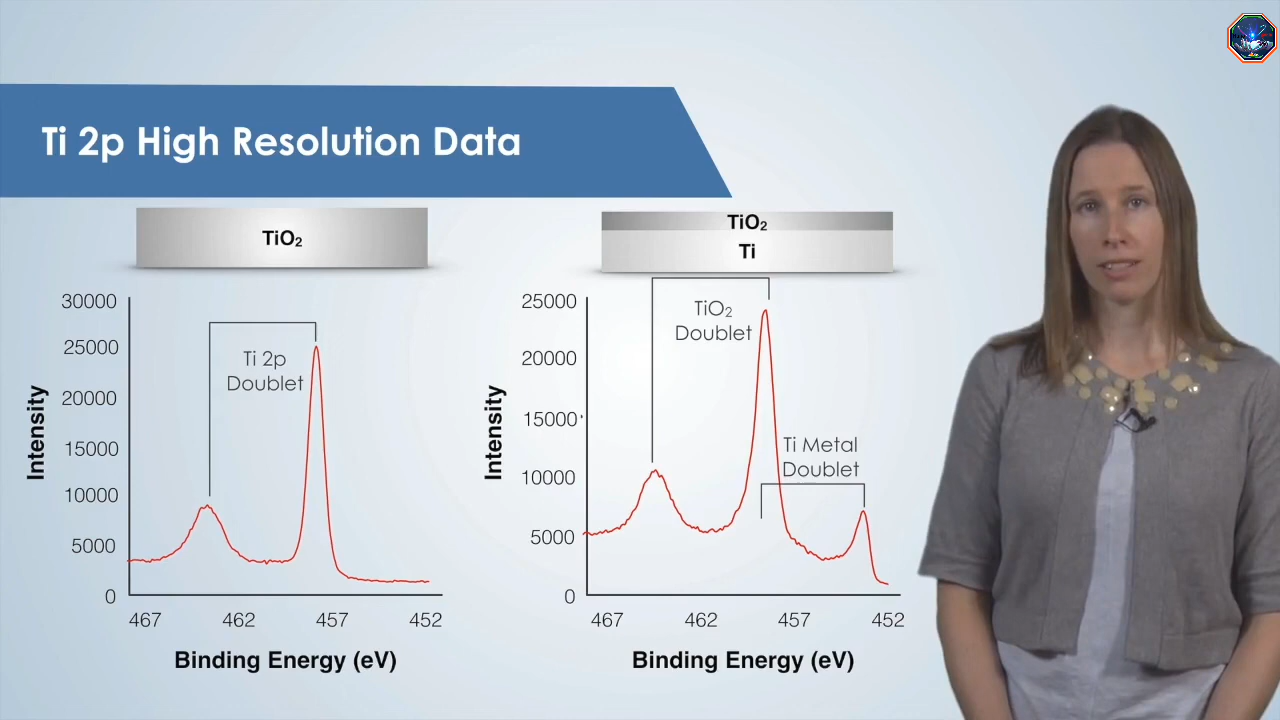 Ti 2p High Resolution Data
TiO₂
30000
25000
20000
15000
10000
5000
0
Intensity
Ti 2p
Doublet
467 462 457 452
Binding Energy (eV)
TiO₂
Ti
25000
20000
15000
10000
5000
0
Intensity
TiO₂
Doublet
Ti Metal
Doublet
467 462 457 452
Binding Energy (eV)